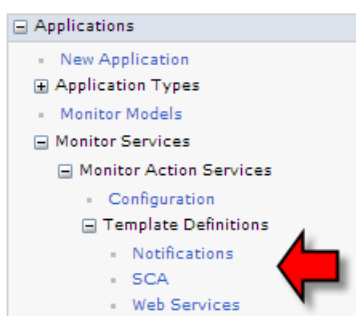 Applications
New Application
Application Types
Monitor Models
Monitor Services
Monitor Action Services
Configuration
Template Definitions
Notifications
SCA
Web Services